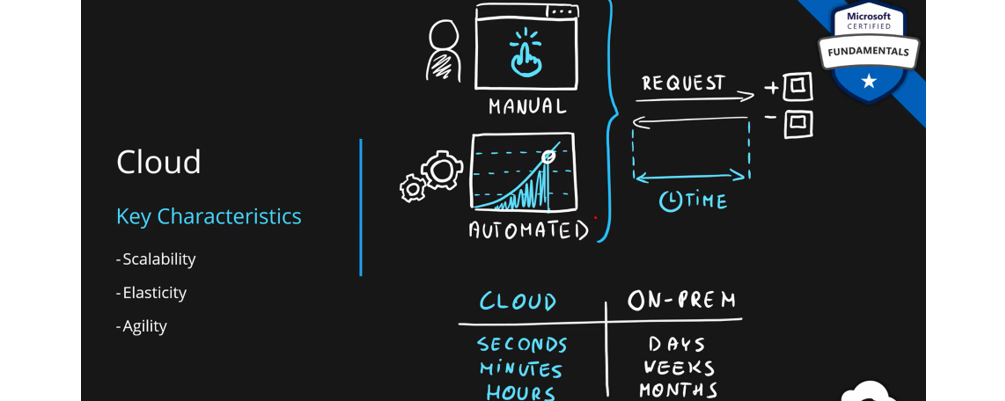 Cloud
Key Characteristics
-Scalability
-Elasticity
-Agility
MANUAL
AUTOMATED
REQUEST
+
-
TIME
CLOUD ON-PREM
SECONDS DAYS
MINUTES WEEKS
HOURS MONTHS
Microsoft
CERTIFIED
FUNDAMENTALS